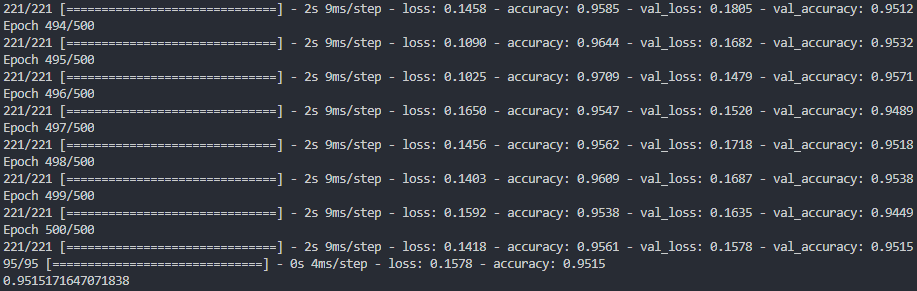 221/221 [==============================] - 2s 9ms/step - loss: 0.1458 - accuracy: 0.9585 - val_loss: 0.1805 - val_accuracy: 0.9512
Epoch 494/500
221/221 [==============================] - 2s 9ms/step - loss: 0.1090 - accuracy: 0.9644 - val_loss: 0.1682 - val_accuracy: 0.9532
Epoch 495/500
221/221 [==============================] - 2s 9ms/step - loss: 0.1025 - accuracy: 0.9709 - val_loss: 0.1479 - val_accuracy: 0.9571
Epoch 496/500
221/221 [==============================] - 2s 9ms/step - loss: 0.1650 - accuracy: 0.9547 - val_loss: 0.1520 - val_accuracy: 0.9489
Epoch 497/500
221/221 [==============================] - 2s 9ms/step - loss: 0.1456 - accuracy: 0.9562 - val_loss: 0.1718 - val_accuracy: 0.9518
Epoch 498/500
221/221 [==============================] - 2s 9ms/step - loss: 0.1403 - accuracy: 0.9609 - val_loss: 0.1687 - val_accuracy: 0.9538
Epoch 499/500
221/221 [==============================] - 2s 9ms/step - loss: 0.1592 - accuracy: 0.9538 - val_loss: 0.1635 - val_accuracy: 0.9449
Epoch 500/500
221/221 [==============================] - 2s 9ms/step - loss: 0.1418 - accuracy: 0.9561 - val_loss: 0.1578 - val_accuracy: 0.9515
95/95 [==============================] - 0s 4ms/step - loss: 0.1578 - accuracy: 0.9515
0.9515171647071838